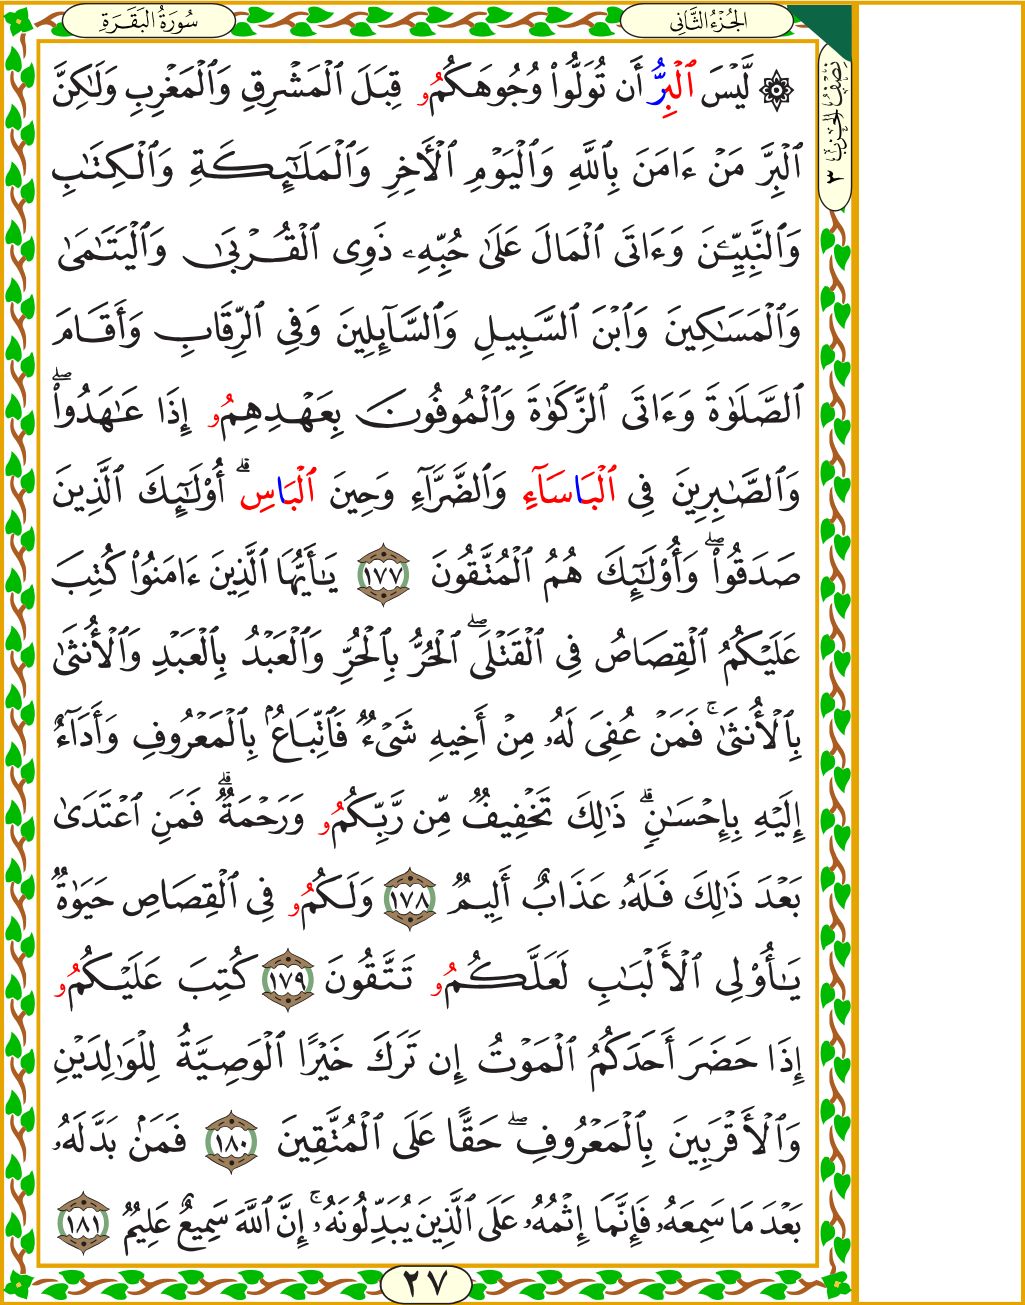 الجُزْءُ الثَّانِى
سُورَةُ البَقَرَةِ
نِصْفُ الحِزْبِ ٣
۞ لَّيْسَ ٱلْبِرُّ أَن تُوَلُّوا۟ وُجُوهَكُمُو قِبَلَ ٱلْمَشْرِقِ وَٱلْمَغْرِبِ وَلَٰكِنَّ
ٱلْبِرَّ مَنْ ءَامَنَ بِٱللَّهِ وَٱلْيَوْمِ ٱلْأَخِرِ وَٱلْمَلَٰٓئِكَةِ وَٱلْكِتَٰبِ
وَٱلنَّبِيِّـۧنَ وَءَاتَى ٱلْمَالَ عَلَىٰ حُبِّهِۦ ذَوِى ٱلْقُرْبَىٰ وَٱلْيَتَٰمَىٰ
وَٱلْمَسَٰكِينَ وَٱبْنَ ٱلسَّبِيلِ وَٱلسَّآئِلِينَ وَفِى ٱلرِّقَابِ وَأَقَامَ
ٱلصَّلَوٰةَ وَءَاتَى ٱلزَّكَوٰةَ وَٱلْمُوفُونَ بِعَهْدِهِمُو إِذَا عَٰهَدُوا۟ۖ
وَٱلصَّٰبِرِينَ فِى ٱلْبَاسَآءِ وَٱلضَّرَّآءِ وَحِينَ ٱلْبَاسِۗ أُو۟لَٰٓئِكَ ٱلَّذِينَ
صَدَقُوا۟ۖ وَأُو۟لَٰٓئِكَ هُمُ ٱلْمُتَّقُونَ ١٧٧ يَٰٓأَيُّهَا ٱلَّذِينَ ءَامَنُوا۟ كُتِبَ
عَلَيْكُمُ ٱلْقِصَاصُ فِى ٱلْقَتْلَىۖ ٱلْحُرُّ بِٱلْحُرِّ وَٱلْعَبْدُ بِٱلْعَبْدِ وَٱلْأُنثَىٰ
بِٱلْأُنثَىٰۚ فَمَنْ عُفِىَ لَهُۥ مِنْ أَخِيهِ شَىْءٌ فَٱتِّبَاعٌۢ بِٱلْمَعْرُوفِ وَأَدَآءٌ
إِلَيْهِ بِإِحْسَٰنٍۗ ذَٰلِكَ تَخْفِيفٌ مِّن رَّبِّكُمُو وَرَحْمَةٌۗ فَمَنِ ٱعْتَدَىٰ
بَعْدَ ذَٰلِكَ فَلَهُۥ عَذَابٌ أَلِيمٌ ١٧٨ وَلَكُمُو فِى ٱلْقِصَاصِ حَيَوٰةٌ
يَٰٓأُو۟لِى ٱلْأَلْبَٰبِ لَعَلَّكُمُو تَتَّقُونَ ١٧٩ كُتِبَ عَلَيْكُمُو
إِذَا حَضَرَ أَحَدَكُمُ ٱلْمَوْتُ إِن تَرَكَ خَيْرًا ٱلْوَصِيَّةُ لِلْوَٰلِدَيْنِ
وَٱلْأَقْرَبِينَ بِٱلْمَعْرُوفِۖ حَقًّا عَلَى ٱلْمُتَّقِينَ ١٨٠ فَمَنۢ بَدَّلَهُۥ
بَعْدَ مَا سَمِعَهُۥ فَإِنَّمَا إِثْمُهُۥ عَلَى ٱلَّذِينَ يُبَدِّلُونَهُۥٓۚ إِنَّ ٱللَّهَ سَمِيعٌ عَلِيمٌ ١٨١
٢٧